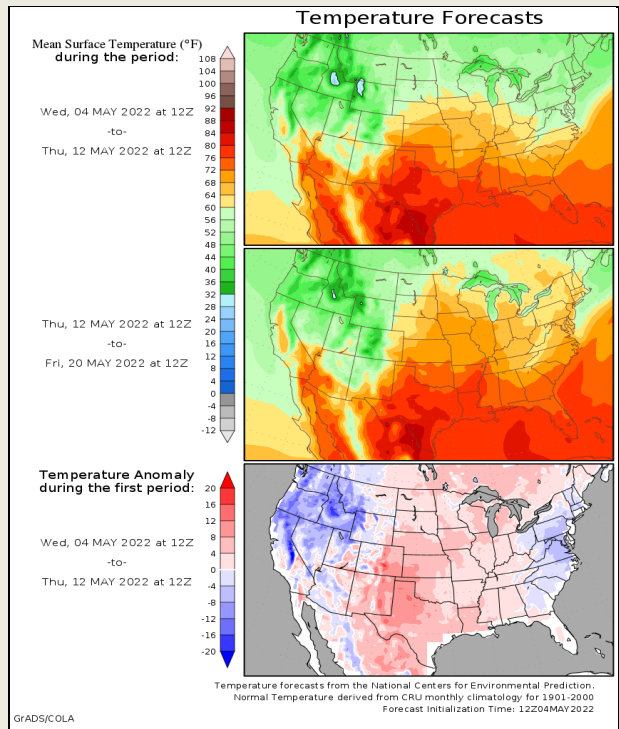 Temperature Forecasts
Mean Surface Temperature (°F)
during the period:
108
104
100
96
92
88
84
80
76
72
68
64
60
56
52
48
44
40
36
32
28
24
20
16
12
8
4
0
-4
-8
-12
Wed, 04 MAY 2022 at 12Z
-to-
Thu, 12 MAY 2022 at 12Z
Thu, 12 MAY 2022 at 12Z
-to-
Fri, 20 MAY 2022 at 12Z
Temperature Anomaly
during the first period:
20
16
12
8
4
0
-4
-8
-12
-16
-20
Wed, 04 MAY 2022 at 12Z
-to-
Thu, 12 MAY 2022 at 12Z
Temperature forecasts from the National Centers for Environmental Prediction.
Normal Temperature derived from CRU monthly climatology for 1901-2000
Forecast Initialization Time: 12Z04MAY2022
GrADS/COLA